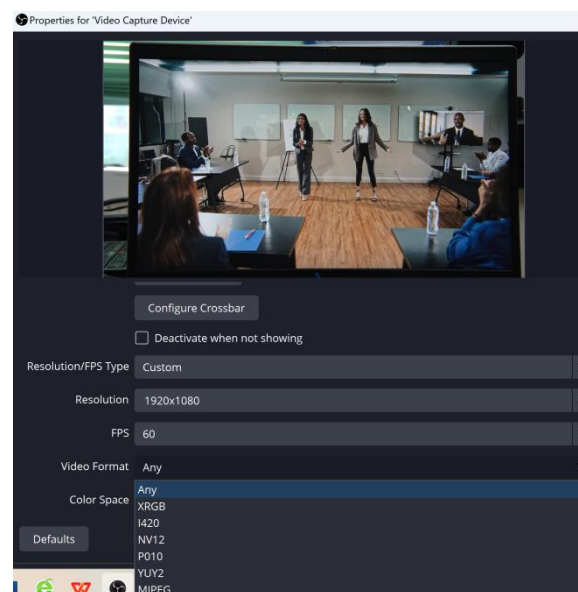 Properties for 'Video Capture Device'
Configure Crossbar
Deactivate when not showing
Resolution/FPS Type Custom
Resolution 1920x1080
FPS 60
Video Format Any
Any
Color Space
XRGB
I420
NV12
Defaults
P010
YUY2
MJPEG